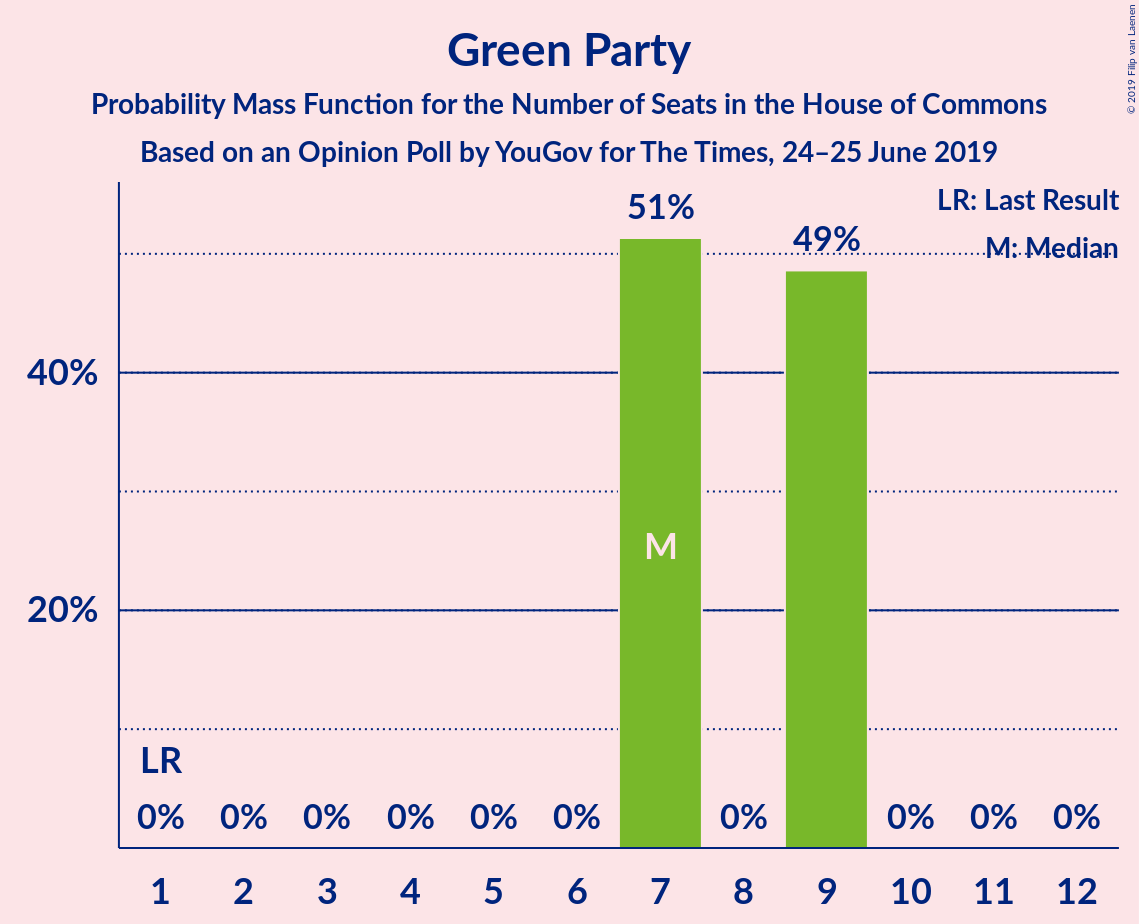 Green Party
Probability Mass Function for the Number of Seats in the House of Commons
Based on an Opinion Poll by YouGov for The Times, 24–25 June 2019
© 2019 Filip van Laenen
LR: Last Result
M: Median
51%
49%
40%
20%
M
LR
0% 0% 0% 0% 0% 0% 0% 0% 0% 0%
1 2 3 4 5 6 7 8 9 10 11 12